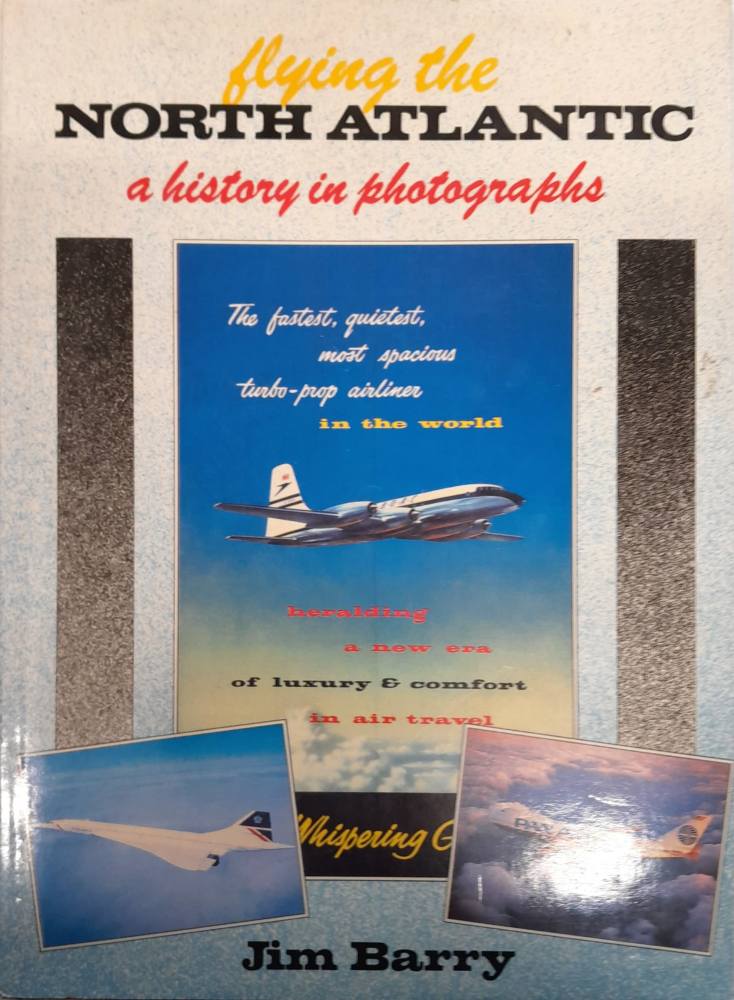 flying the
NORTH ATLANTIC
a history in photographs
The fastest, quietest,
most spacious
turbo-prop airliner
in the world
heralding
a new era
of luxury & comfort
in air travel
Whispering G
PAN
Jim Barry